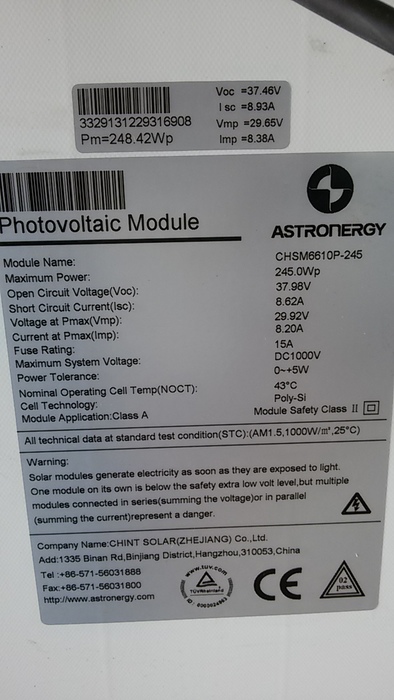 3329131229316908
Pm=248.42Wp
Voc =37.46V
I sc =8.93A
Vmp =29.65V
Imp =8.38A
Photovoltaic Module
ASTRONERGY
Module Name: CHSM6610P-245
Maximum Power: 245.0Wp
Open Circuit Voltage(Voc): 37.98V
Short Circuit Current(Isc): 8.62A
Voltage at Pmax(Vmp): 29.92V
Current at Pmax(Imp): 8.20A
Fuse Rating: 15A
Maximum System Voltage: DC1000V
Power Tolerance: 0~+5W
Nominal Operating Cell Temp(NOCT): 43°C
Cell Technology: Poly-Si
Module Application:Class A Module Safety Class II
All technical data at standard test condition(STC):(AM1.5,1000W/m²,25°C)
Warning:
Solar modules generate electricity as soon as they are exposed to light.
One module on its own is below the safety extra low voltage level,but multiple
modules connected in series(summing the voltage)or in parallel
(summing the current)represent a danger.
Company Name:CHINT SOLAR(ZHEJIANG) Co.,Ltd.
Add:1335 Binan Rd,Binjiang District,Hangzhou,310053,China
Tel :+86-571-56031888
Fax:+86-571-56031800
http://www.astronergy.com
www.tuv.com
TÜVRheinland
CE
02
pass